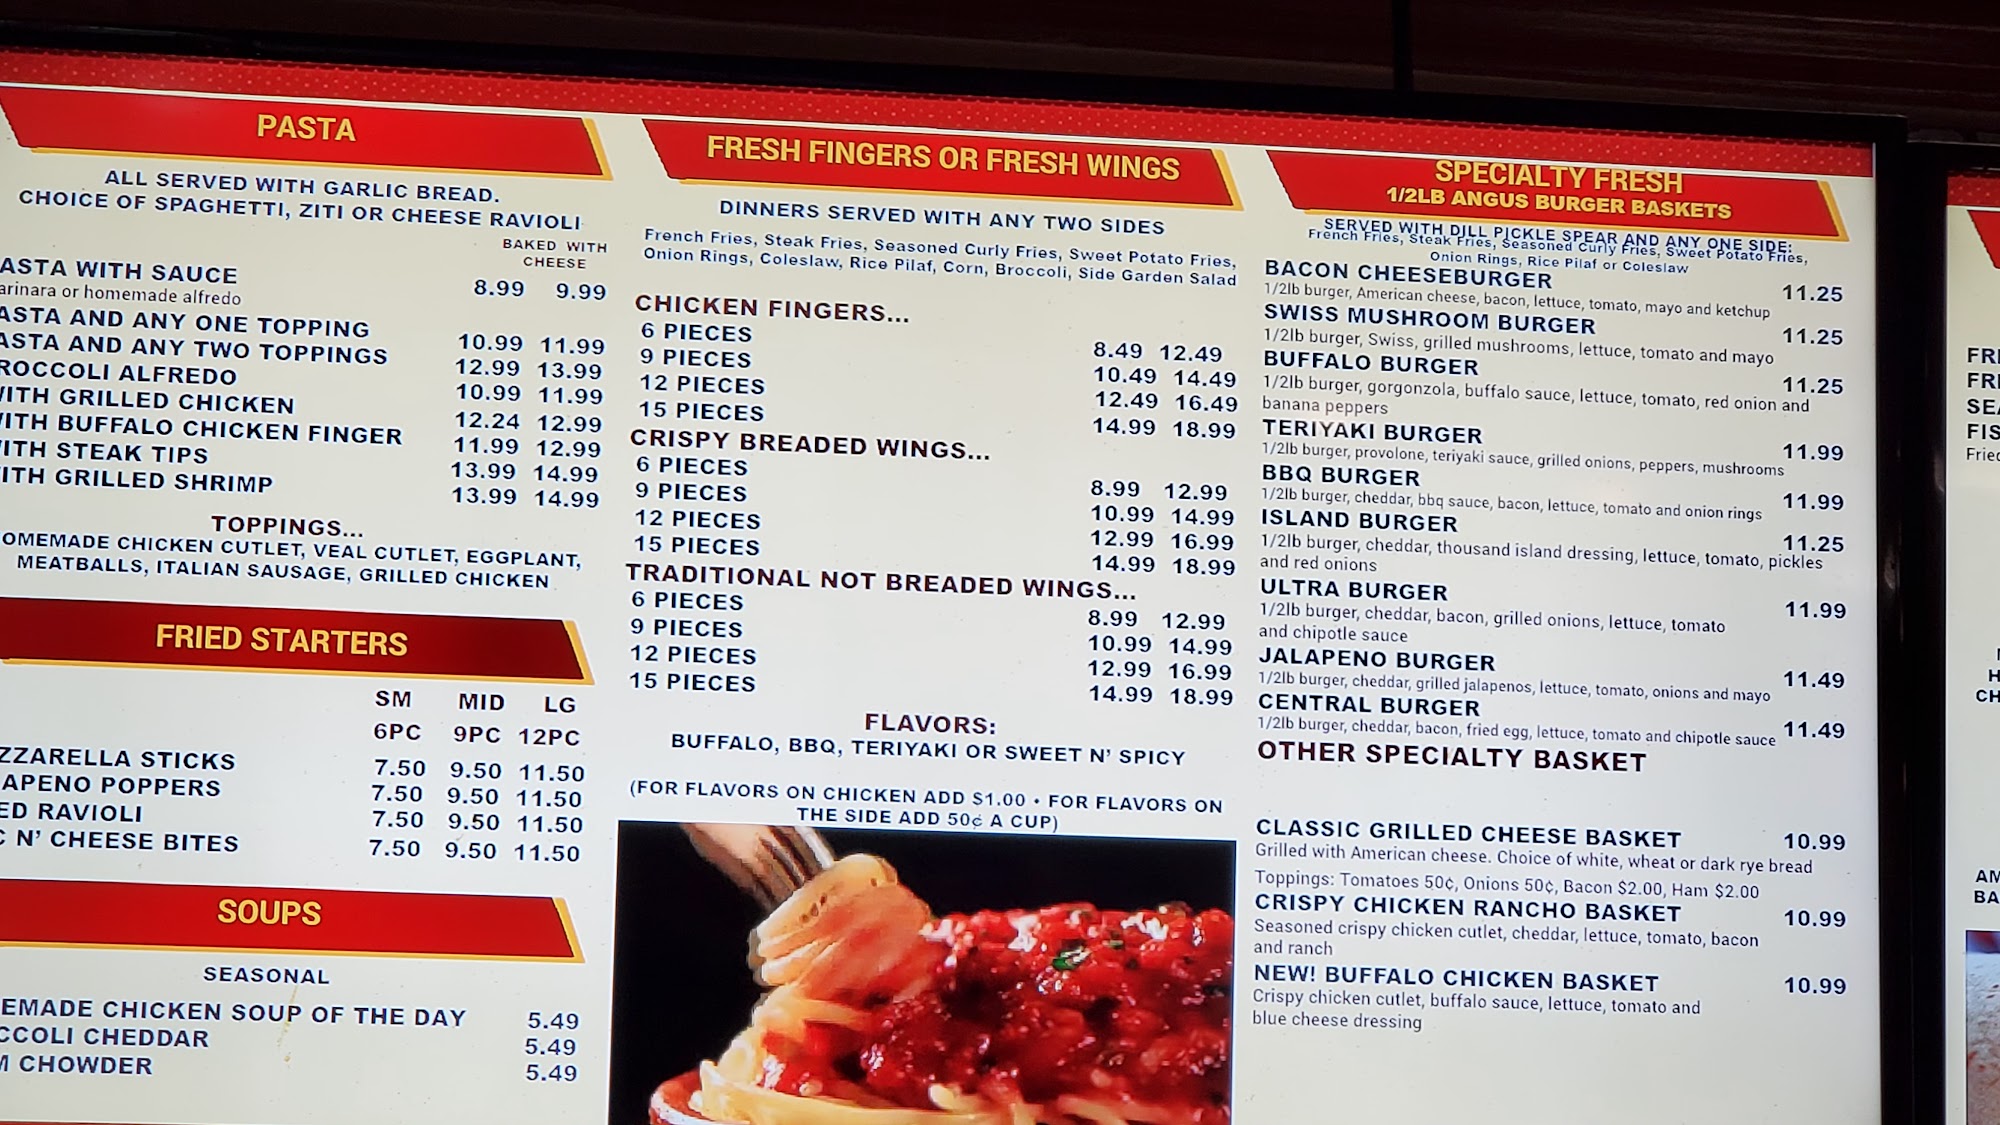 PASTA
ALL SERVED WITH GARLIC BREAD.
CHOICE OF SPAGHETTI, ZITI OR CHEESE RAVIOLI
BAKED WITH
CHEESE
ASTA WITH SAUCE 8.99 9.99
arinara or homemade alfredo
ASTA AND ANY ONE TOPPING 10.99 11.99
ASTA AND ANY TWO TOPPINGS 12.99 13.99
ROCCOLI ALFREDO 10.99 11.99
WITH GRILLED CHICKEN 12.24 12.99
WITH BUFFALO CHICKEN FINGER 11.99 12.99
WITH STEAK TIPS 13.99 14.99
WITH GRILLED SHRIMP 13.99 14.99
TOPPINGS...
OMEMADE CHICKEN CUTLET, VEAL CUTLET, EGGPLANT,
MEATBALLS, ITALIAN SAUSAGE, GRILLED CHICKEN
FRIED STARTERS
SM MID LG
6PC 9PC 12PC
ZZARELLA STICKS 7.50 9.50 11.50
APENO POPPERS 7.50 9.50 11.50
ED RAVIOLI 7.50 9.50 11.50
C N' CHEESE BITES 7.50 9.50 11.50
SOUPS
SEASONAL
EMADE CHICKEN SOUP OF THE DAY 5.49
CCOLI CHEDDAR 5.49
M CHOWDER 5.49
FRESH FINGERS OR FRESH WINGS
DINNERS SERVED WITH ANY TWO SIDES
French Fries, Steak Fries, Seasoned Curly Fries, Sweet Potato Fries,
Onion Rings, Coleslaw, Rice Pilaf, Corn, Broccoli, Side Garden Salad
CHICKEN FINGERS...
6 PIECES 8.49 12.49
9 PIECES 10.49 14.49
12 PIECES 12.49 16.49
15 PIECES 14.99 18.99
CRISPY BREADED WINGS...
6 PIECES 8.99 12.99
9 PIECES 10.99 14.99
12 PIECES 12.99 16.99
15 PIECES 14.99 18.99
TRADITIONAL NOT BREADED WINGS...
6 PIECES 8.99 12.99
9 PIECES 10.99 14.99
12 PIECES 12.99 16.99
15 PIECES 14.99 18.99
FLAVORS:
BUFFALO, BBQ, TERIYAKI OR SWEET N' SPICY
(FOR FLAVORS ON CHICKEN ADD $1.00 • FOR FLAVORS ON
THE SIDE ADD 50¢ A CUP)
SPECIALTY FRESH
1/2LB ANGUS BURGER BASKETS
SERVED WITH DILL PICKLE SPEAR AND ANY ONE SIDE:
French Fries, Steak Fries, Seasoned Curly Fries, Sweet Potato Fries,
Onion Rings, Rice Pilaf or Coleslaw
BACON CHEESEBURGER 11.25
1/2lb burger, American cheese, bacon, lettuce, tomato, mayo and ketchup
SWISS MUSHROOM BURGER 11.25
1/2lb burger, Swiss, grilled mushrooms, lettuce, tomato and mayo
BUFFALO BURGER 11.25
1/2lb burger, gorgonzola, buffalo sauce, lettuce, tomato, red onion and
banana peppers
TERIYAKI BURGER 11.99
1/2lb burger, provolone, teriyaki sauce, grilled onions, peppers, mushrooms
BBQ BURGER 11.99
1/2lb burger, cheddar, bbq sauce, bacon, lettuce, tomato and onion rings
ISLAND BURGER 11.25
1/2lb burger, cheddar, thousand island dressing, lettuce, tomato, pickles
and red onions
ULTRA BURGER 11.99
1/2lb burger, cheddar, bacon, grilled onions, lettuce, tomato
and chipotle sauce
JALAPENO BURGER 11.49
1/2lb burger, cheddar, grilled jalapenos, lettuce, tomato, onions and mayo
CENTRAL BURGER 11.49
1/2lb burger, cheddar, bacon, fried egg, lettuce, tomato and chipotle sauce
OTHER SPECIALTY BASKET
CLASSIC GRILLED CHEESE BASKET 10.99
Grilled with American cheese. Choice of white, wheat or dark rye bread
Toppings: Tomatoes 50¢, Onions 50¢, Bacon $2.00, Ham $2.00
CRISPY CHICKEN RANCHO BASKET 10.99
Seasoned crispy chicken cutlet, cheddar, lettuce, tomato, bacon
and ranch
NEW! BUFFALO CHICKEN BASKET 10.99
Crispy chicken cutlet, buffalo sauce, lettuce, tomato and
blue cheese dressing
FRI
FRI
SEA
FIS
Fried
H
CH
AM
BA